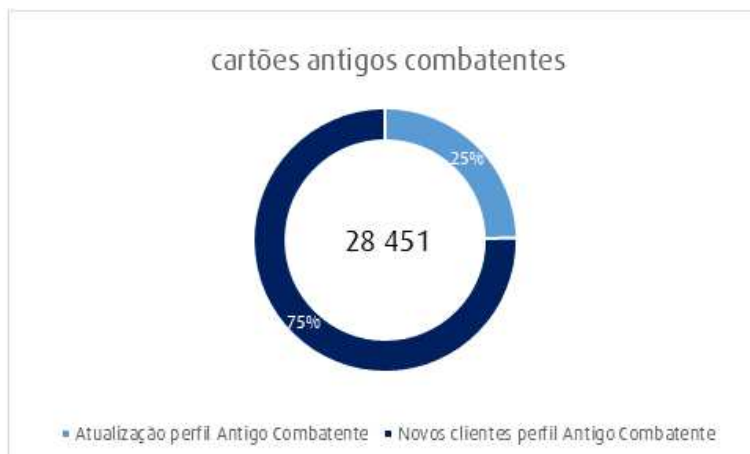 cartões antigos combatentes
25%
28 451
75%
Atualização perfil Antigo Combatente Novos clientes perfil Antigo Combatente